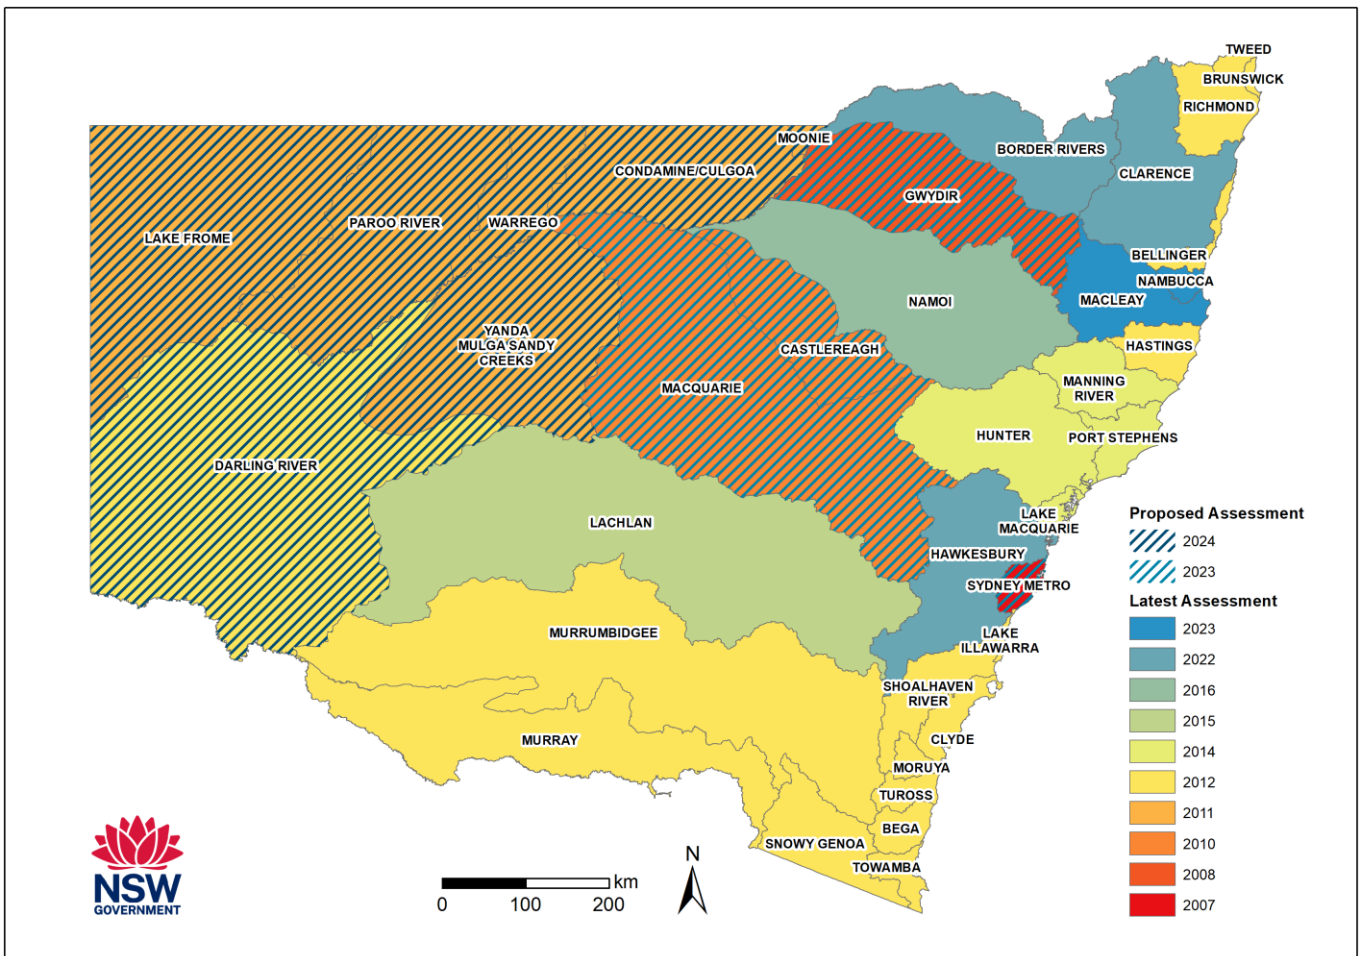 TWEED
BRUNSWICK
RICHMOND
MOONIE
BORDER RIVERS
CONDAMINE/CULGOA
CLARENCE
GWYDIR
PAROO RIVER
WARREGO
LAKE FROME
BELLINGER
NAMBUCCA
MACLEAY
NAMOI
YANDA
MULGA SANDY
CREEKS
CASTLEREAGH
HASTINGS
MACQUARIE
MANNING
RIVER
HUNTER
PORT STEPHENS
DARLING RIVER
LACHLAN
LAKE
MACQUARIE
HAWKESBURY
SYDNEY METRO
MURRUMBIDGEE
LAKE
ILLAWARRA
SHOALHAVEN
RIVER
MURRAY
CLYDE
MORUYA
TUROSS
BEGA
SNOWY GENOA
TOWAMBA
Proposed Assessment
2024
2023
Latest Assessment
2023
2022
2016
2015
2014
2012
2011
2010
2008
2007
NSW
GOVERNMENT
km
0 100 200
N